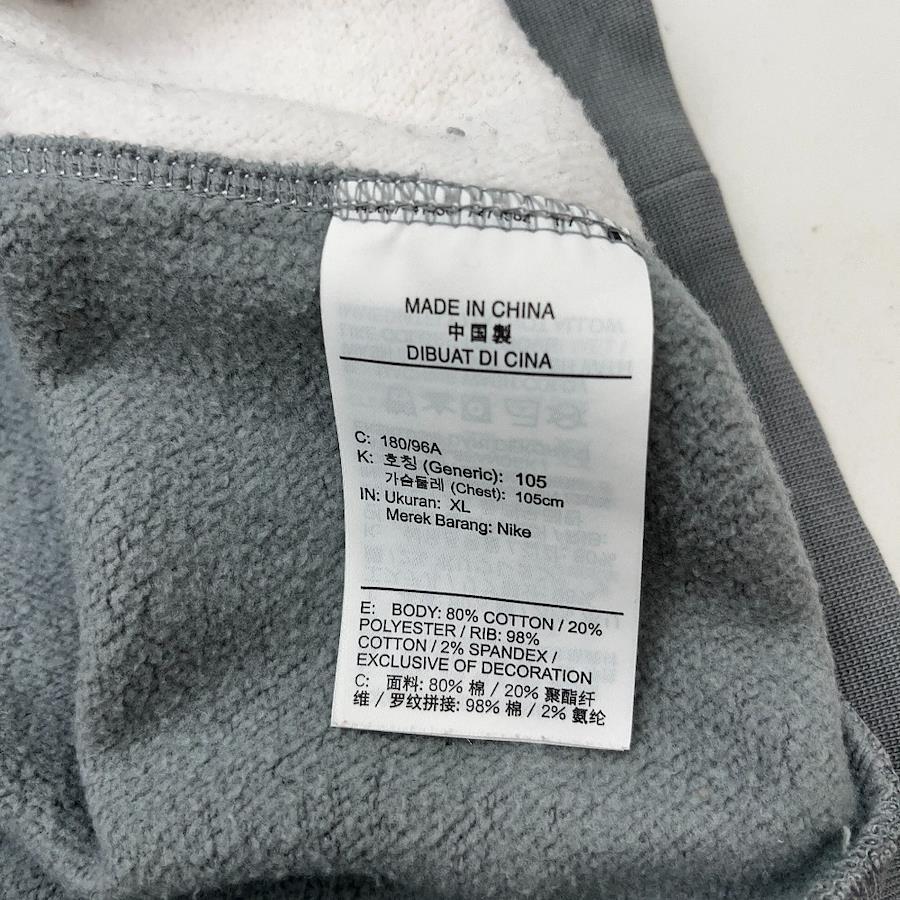 MADE IN CHINA
中国製
DIBUAT DI CINA
C: 180/96A
K: 호칭 (Generic): 105
가슴둘레 (Chest): 105cm
IN: Ukuran: XL
Merek Barang: Nike
E: BODY: 80% COTTON / 20%
POLYESTER / RIB: 98%
COTTON / 2% SPANDEX /
EXCLUSIVE OF DECORATION
C: 面料: 80% 棉 / 20% 聚酯纤
维 / 罗纹拼接: 98% 棉 / 2% 氨纶